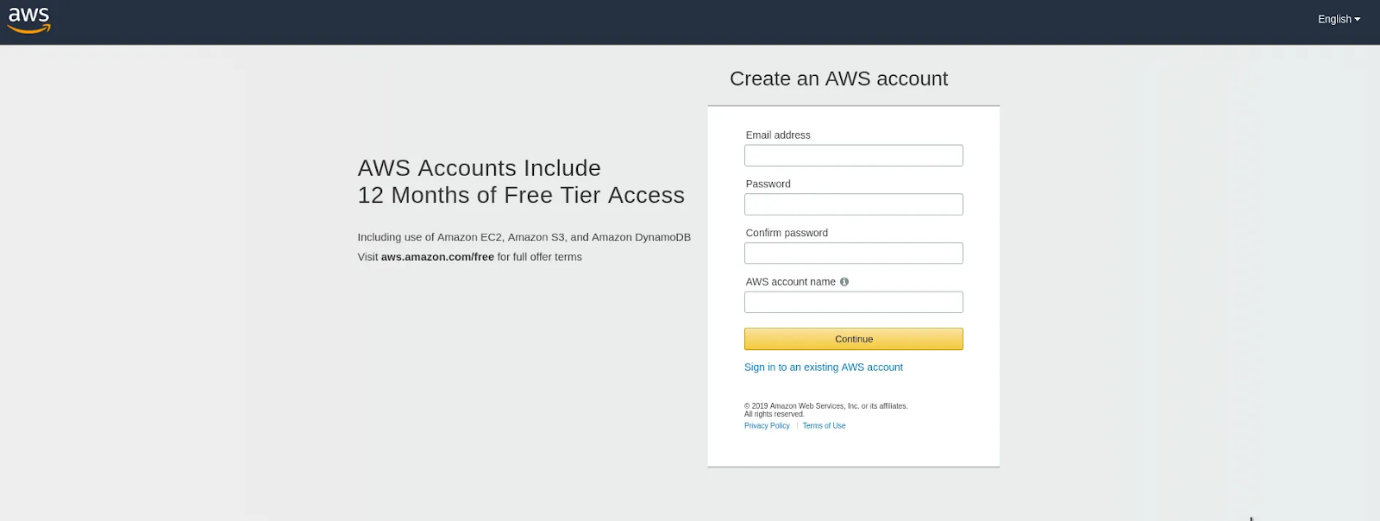 aws
English
Create an AWS account
AWS Accounts Include
12 Months of Free Tier Access
Including use of Amazon EC2, Amazon S3, and Amazon DynamoDB
Visit aws.amazon.com/free for full offer terms
Email address
Password
Confirm password
AWS account name
Continue
Sign in to an existing AWS account
© 2019 Amazon Web Services, Inc. or its affiliates.
All rights reserved.
Privacy Policy | Terms of Use